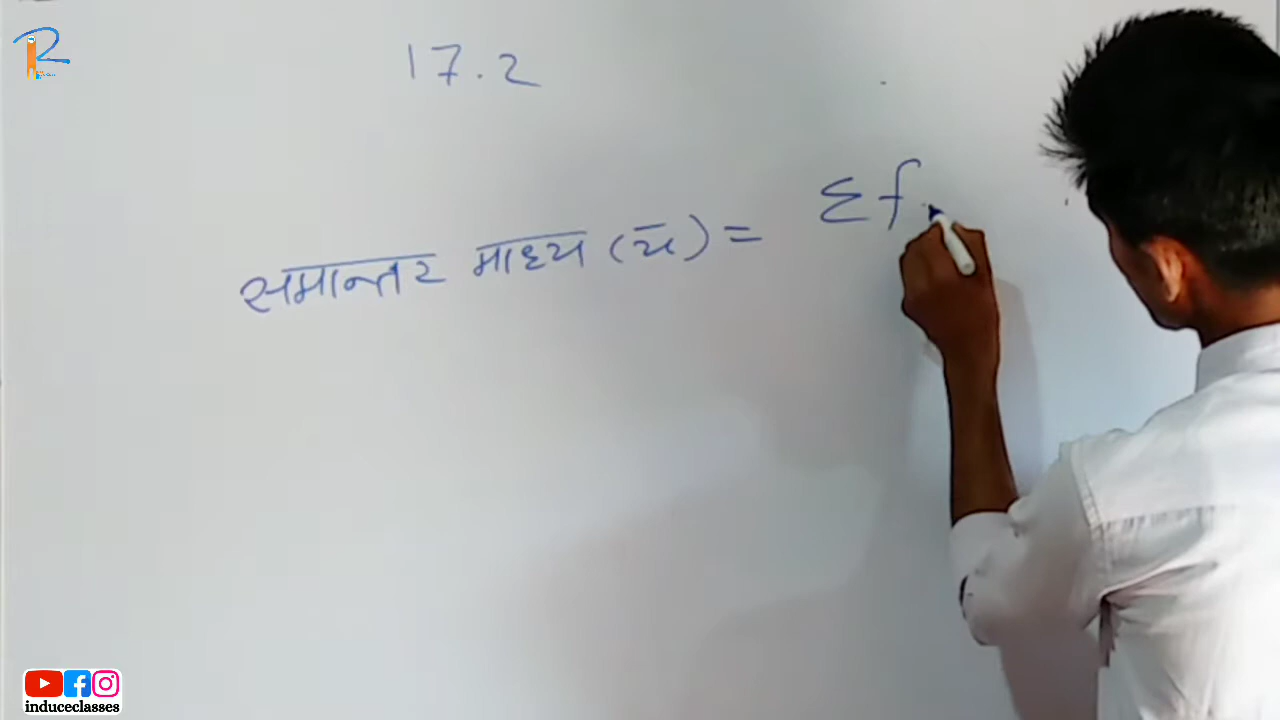 17.2
समान्तर माध्य (x̄) = Σf
induceclasses